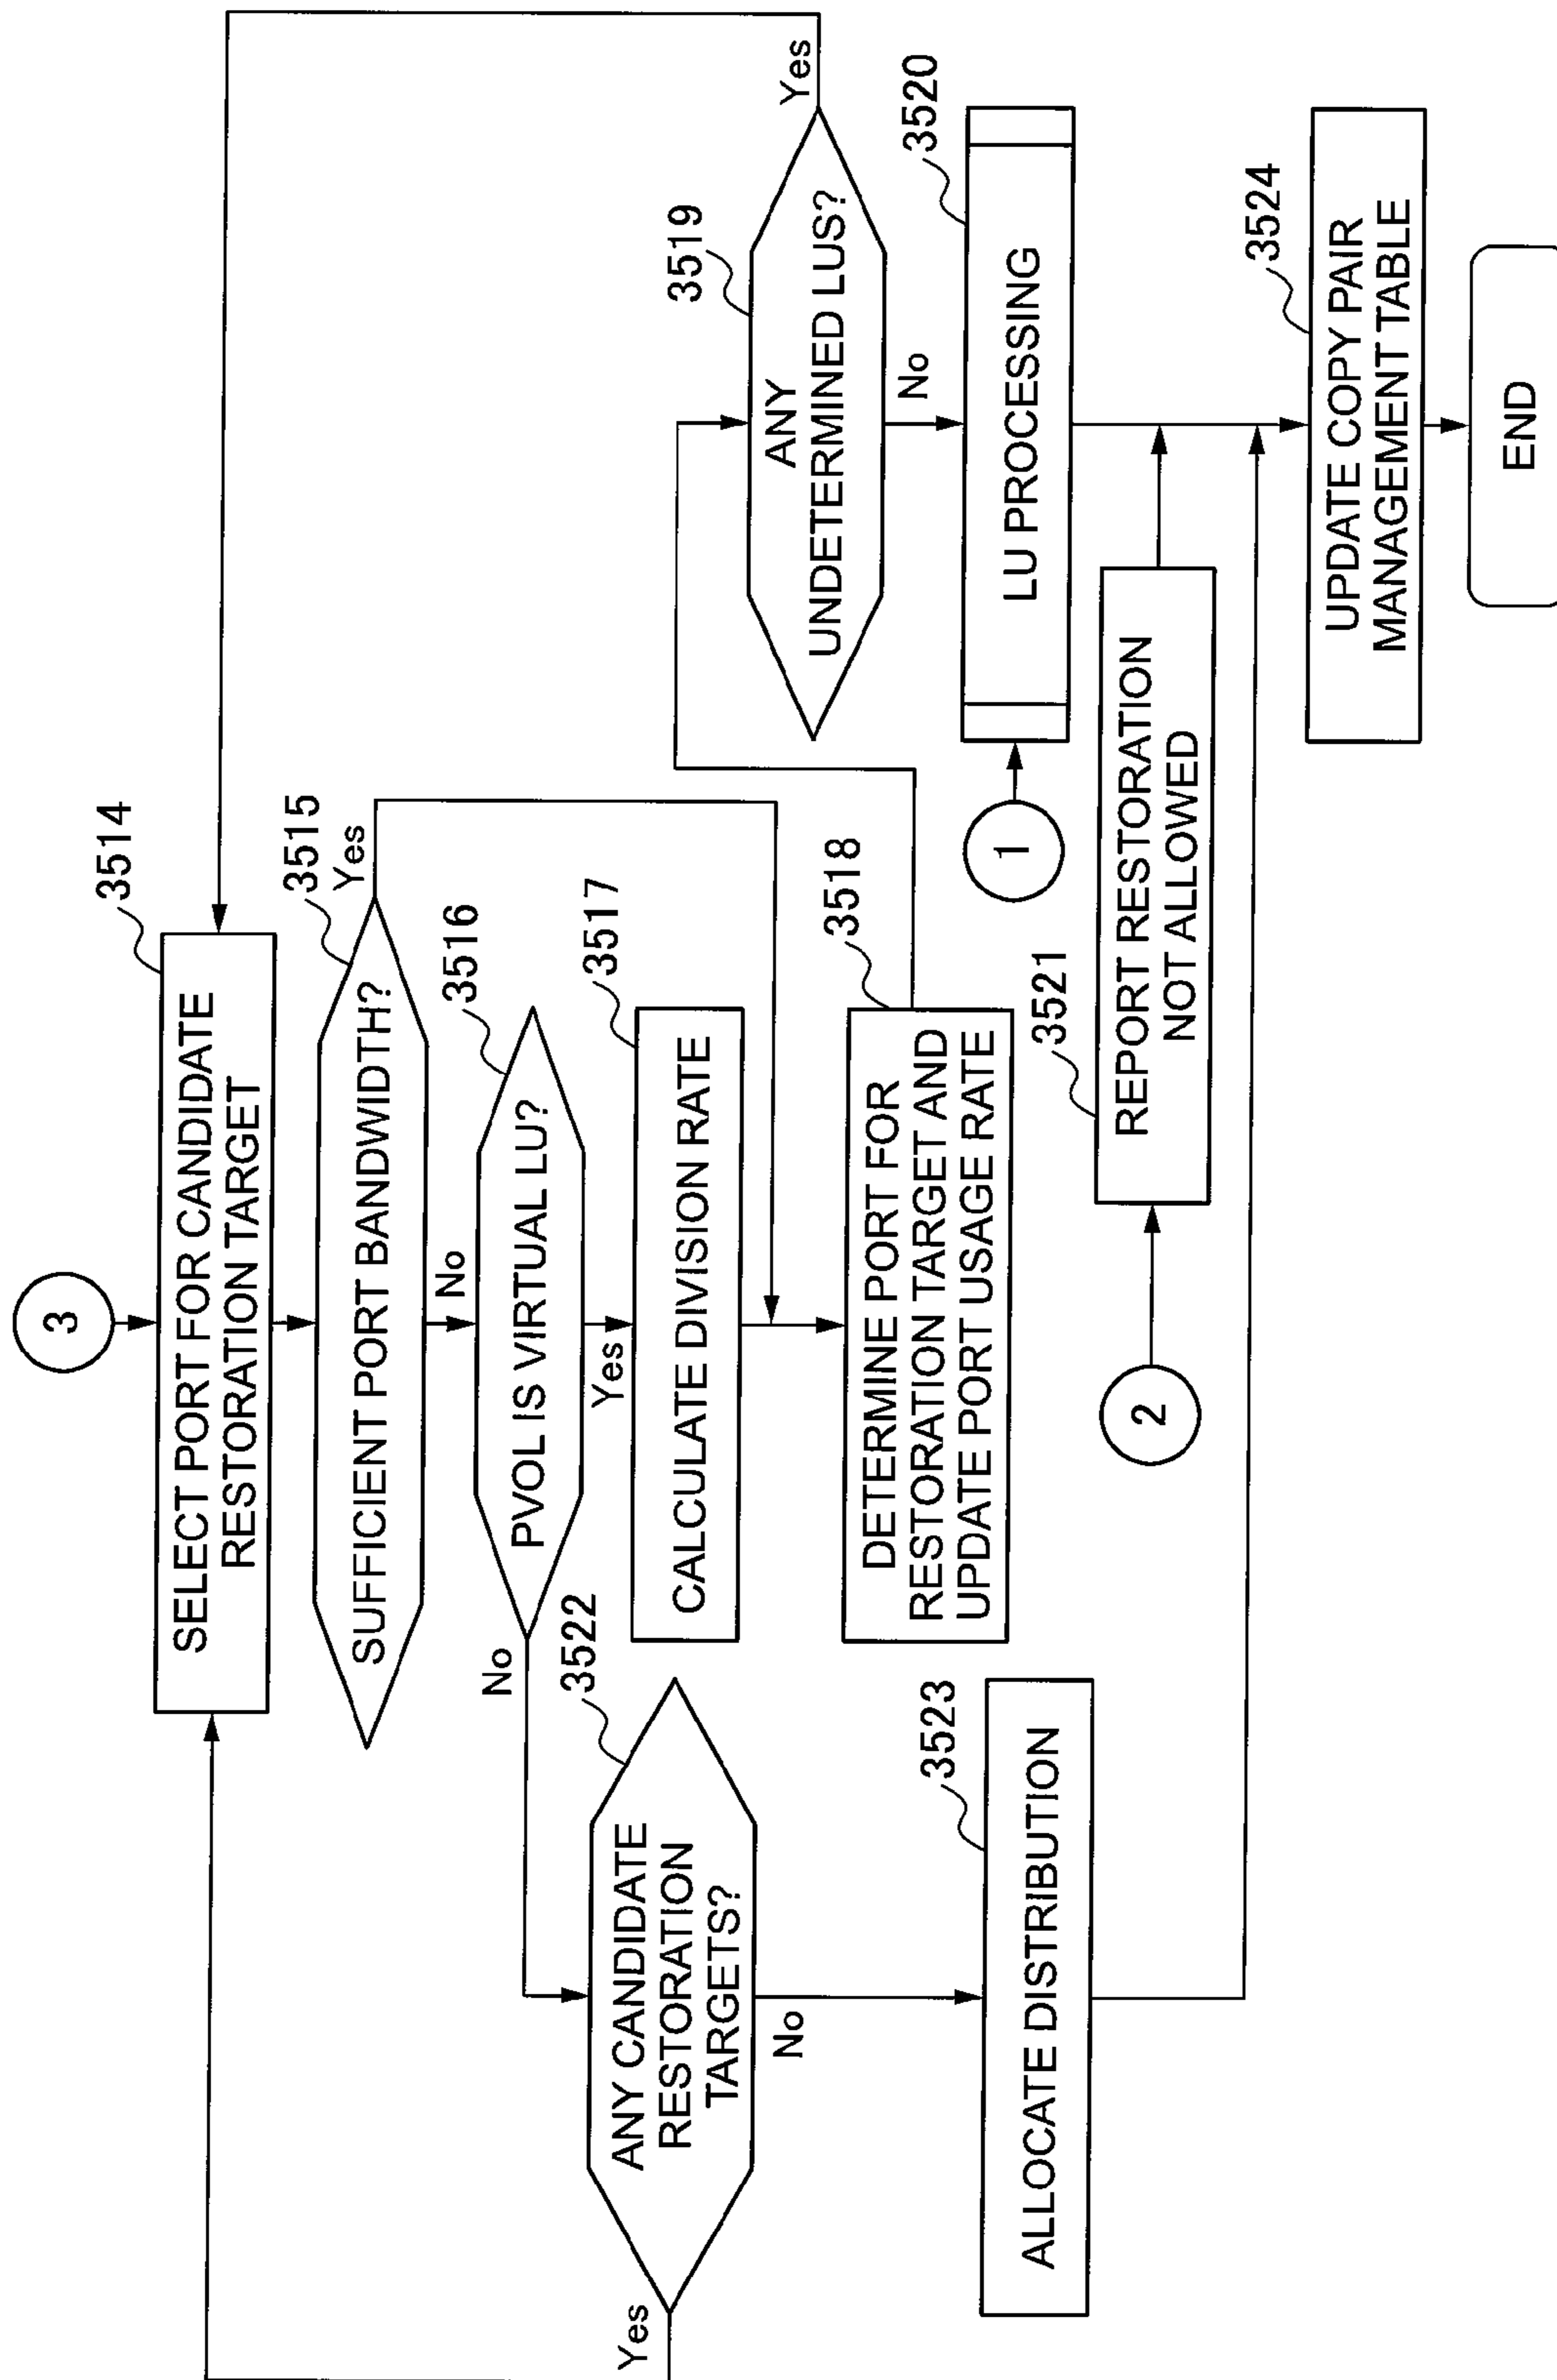 3
3514
SELECT PORT FOR CANDIDATE
RESTORATION TARGET
3515
SUFFICIENT PORT BANDWIDTH?
Yes
No
3516
PVOL IS VIRTUAL LU?
No
Yes
3517
CALCULATE DIVISION RATE
3518
DETERMINE PORT FOR
RESTORATION TARGET AND
UPDATE PORT USAGE RATE
3522
ANY CANDIDATE
RESTORATION
TARGETS?
Yes
No
3523
ALLOCATE DISTRIBUTION
3519
ANY
UNDETERMINED LUS?
Yes
No
3520
LU PROCESSING
1
3521
REPORT RESTORATION
NOT ALLOWED
2
3524
UPDATE COPY PAIR
MANAGEMENT TABLE
END